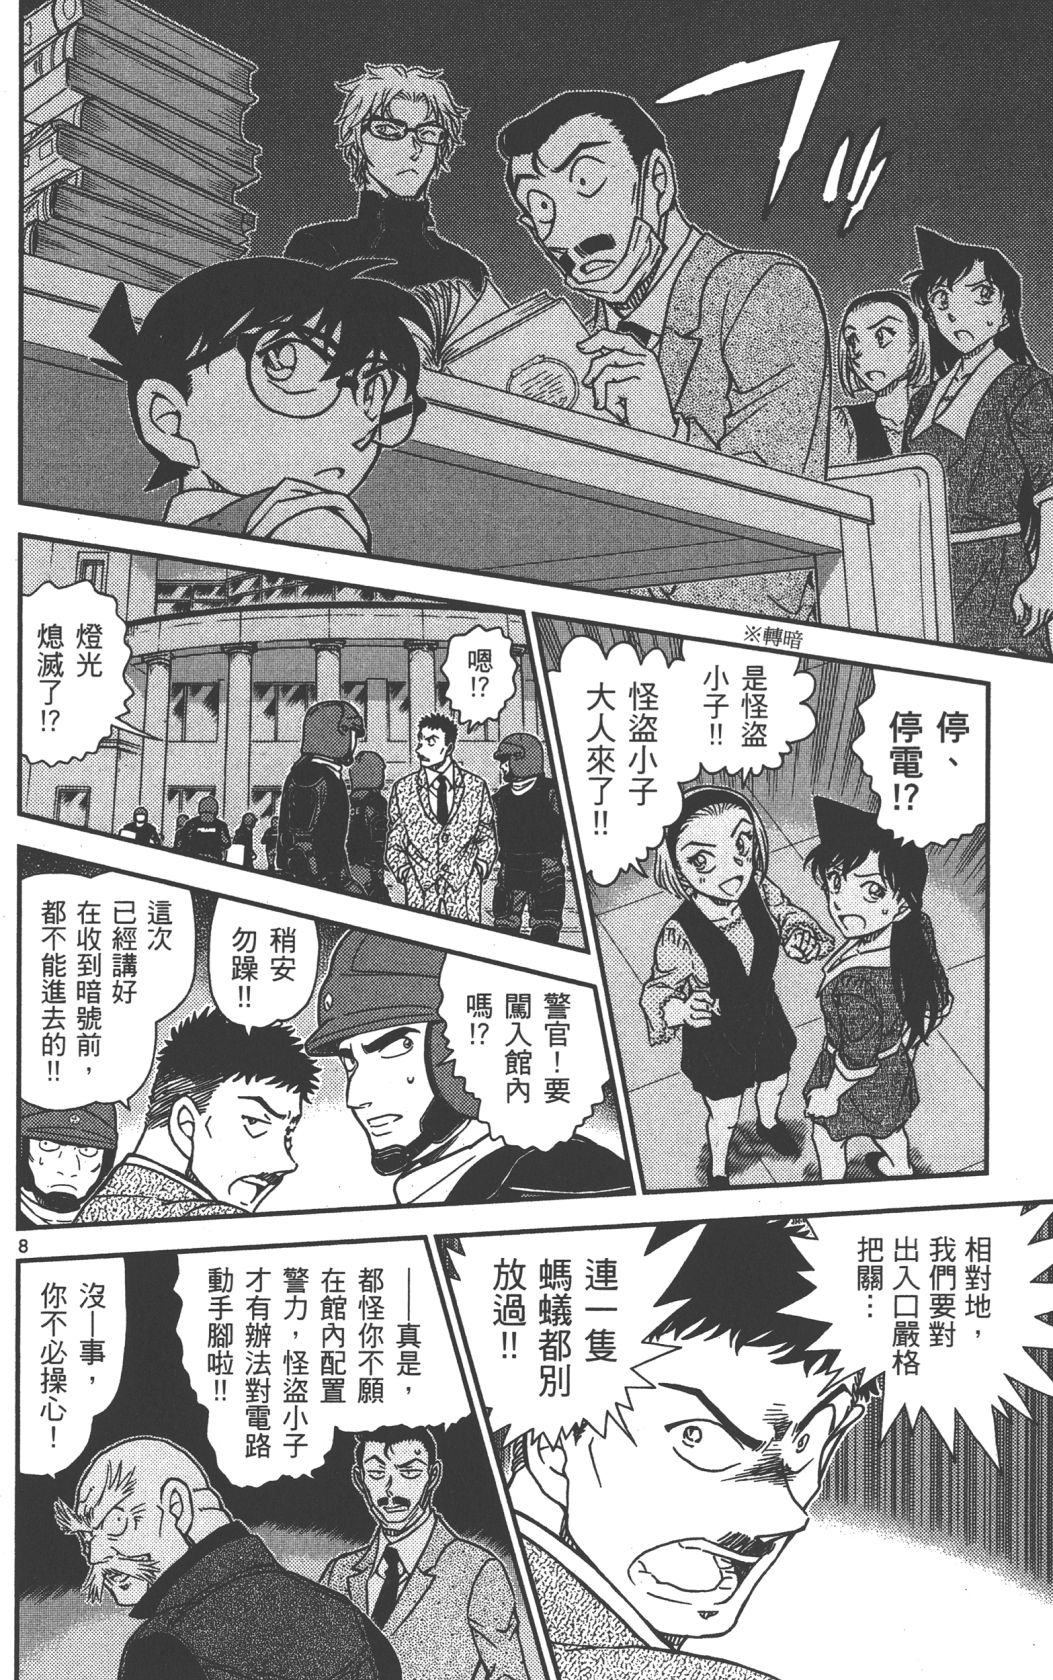 ※轉暗
停、
停電!?
是怪盜
小子!!
怪盜小子
大人來了!!
嗯!?
燈光
熄滅了!?
警官！要
闖入館內
嗎!?
稍安
勿躁!!
這次
已經講好
在收到暗號前，
都不能進去的!!
相對地，
我們要對
出入口嚴格
把關…
連一隻
螞蟻都別
放過!!
——真是，
都怪你不願
在館內配置
警力，怪盜小子
才有辦法對電路
動手腳啦!!
沒—事，
你不必操心！
8